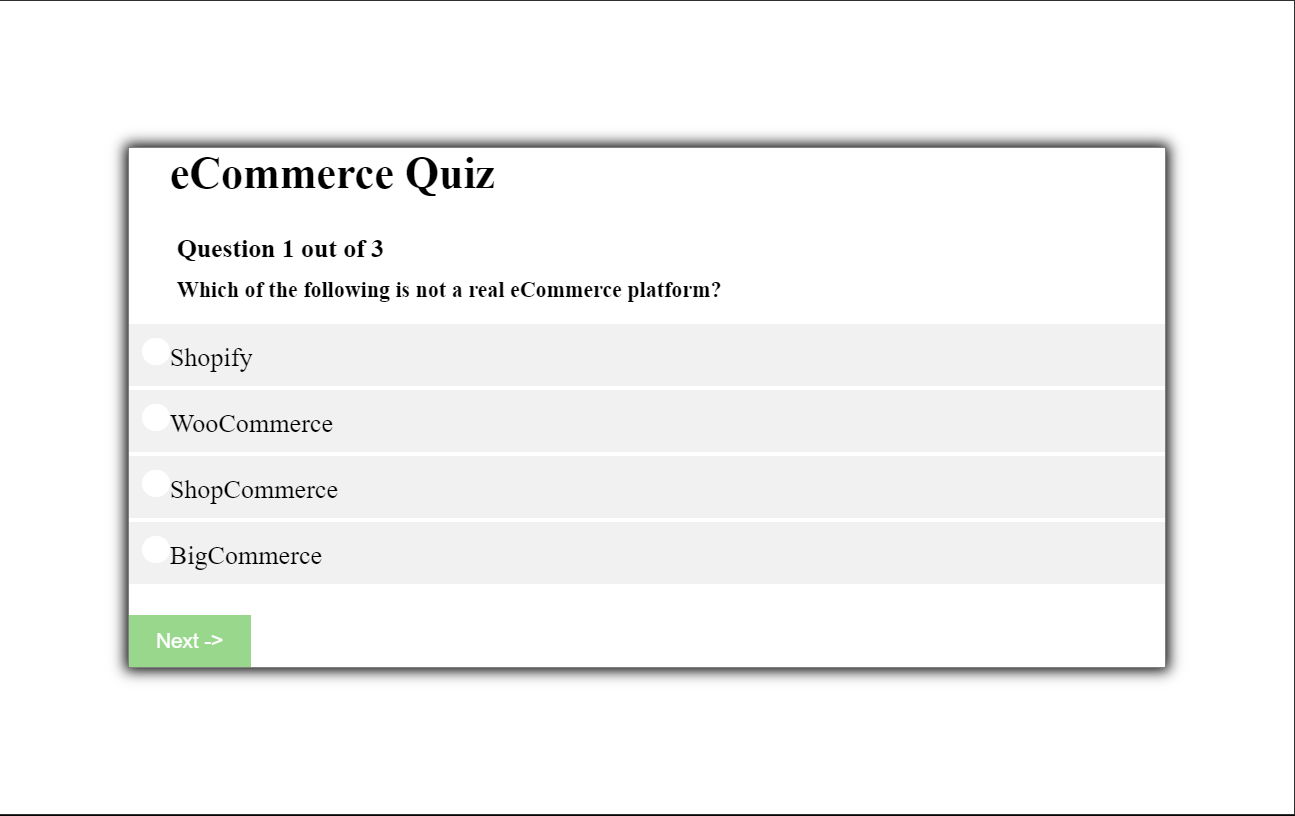 eCommerce Quiz
Question 1 out of 3
Which of the following is not a real eCommerce platform?
Shopify
WooCommerce
ShopCommerce
BigCommerce
Next ->